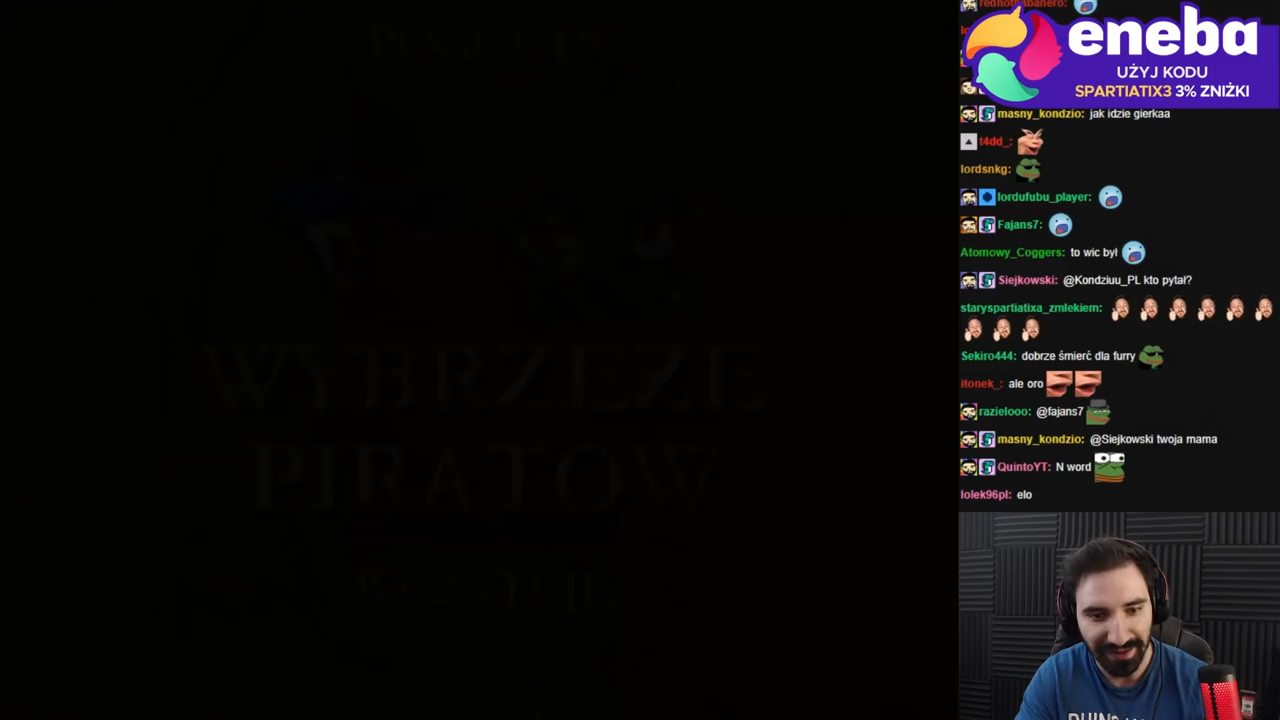 WYBRZEŻE
PIRATÓW
redhothabanero:
eneba
UŻYJ KODU
SPARTIATIX3 3% ZNIŻKI
masny_kondzio: jak idzie gierkaa
t4dd_:
lordsnkg:
lordufubu_player:
Fajans7:
Atomowy_Coggers: to wic był
Siejkowski: @Kondziuu_PL kto pytał?
staryspartiatixa_zmlekiem:
Sekiro444: dobrze śmierć dla furry
itonek_: ale oro
razielooo: @fajans7
masny_kondzio: @Siejkowski twoja mama
QuintoYT: N word
lolek96pl: elo